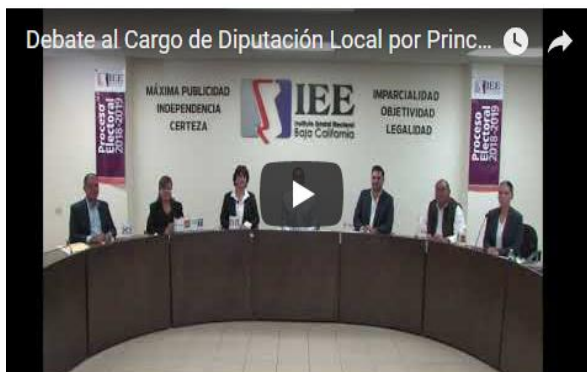 Debate al Cargo de Diputación Local por Princ...
MÁXIMA PUBLICIDAD
INDEPENDENCIA
CERTEZA
IEE
Instituto Estatal Electoral
Baja California
IMPARCIALIDAD
OBJETIVIDAD
LEGALIDAD
Proceso
Electoral
2018-2019
IEE
Proceso
Electoral
2018-2019